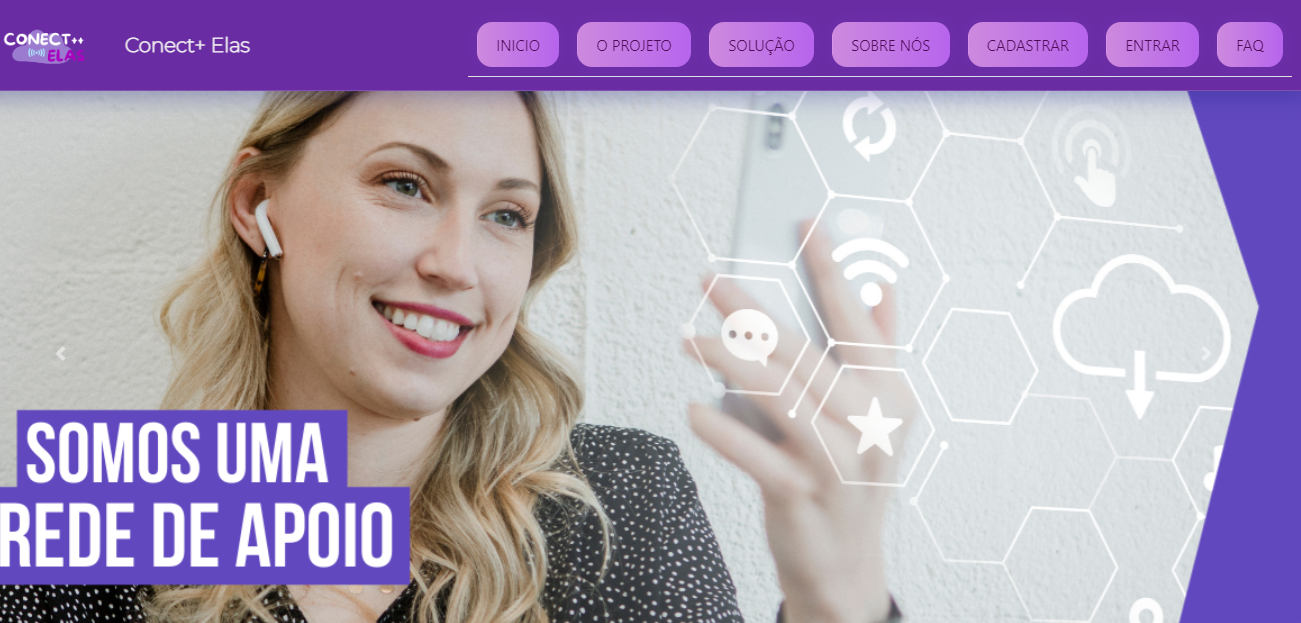 CONECT++
ELAS
Conect+ Elas
INICIO
O PROJETO
SOLUÇÃO
SOBRE NÓS
CADASTRAR
ENTRAR
FAQ
SOMOS UMA
REDE DE APOIO